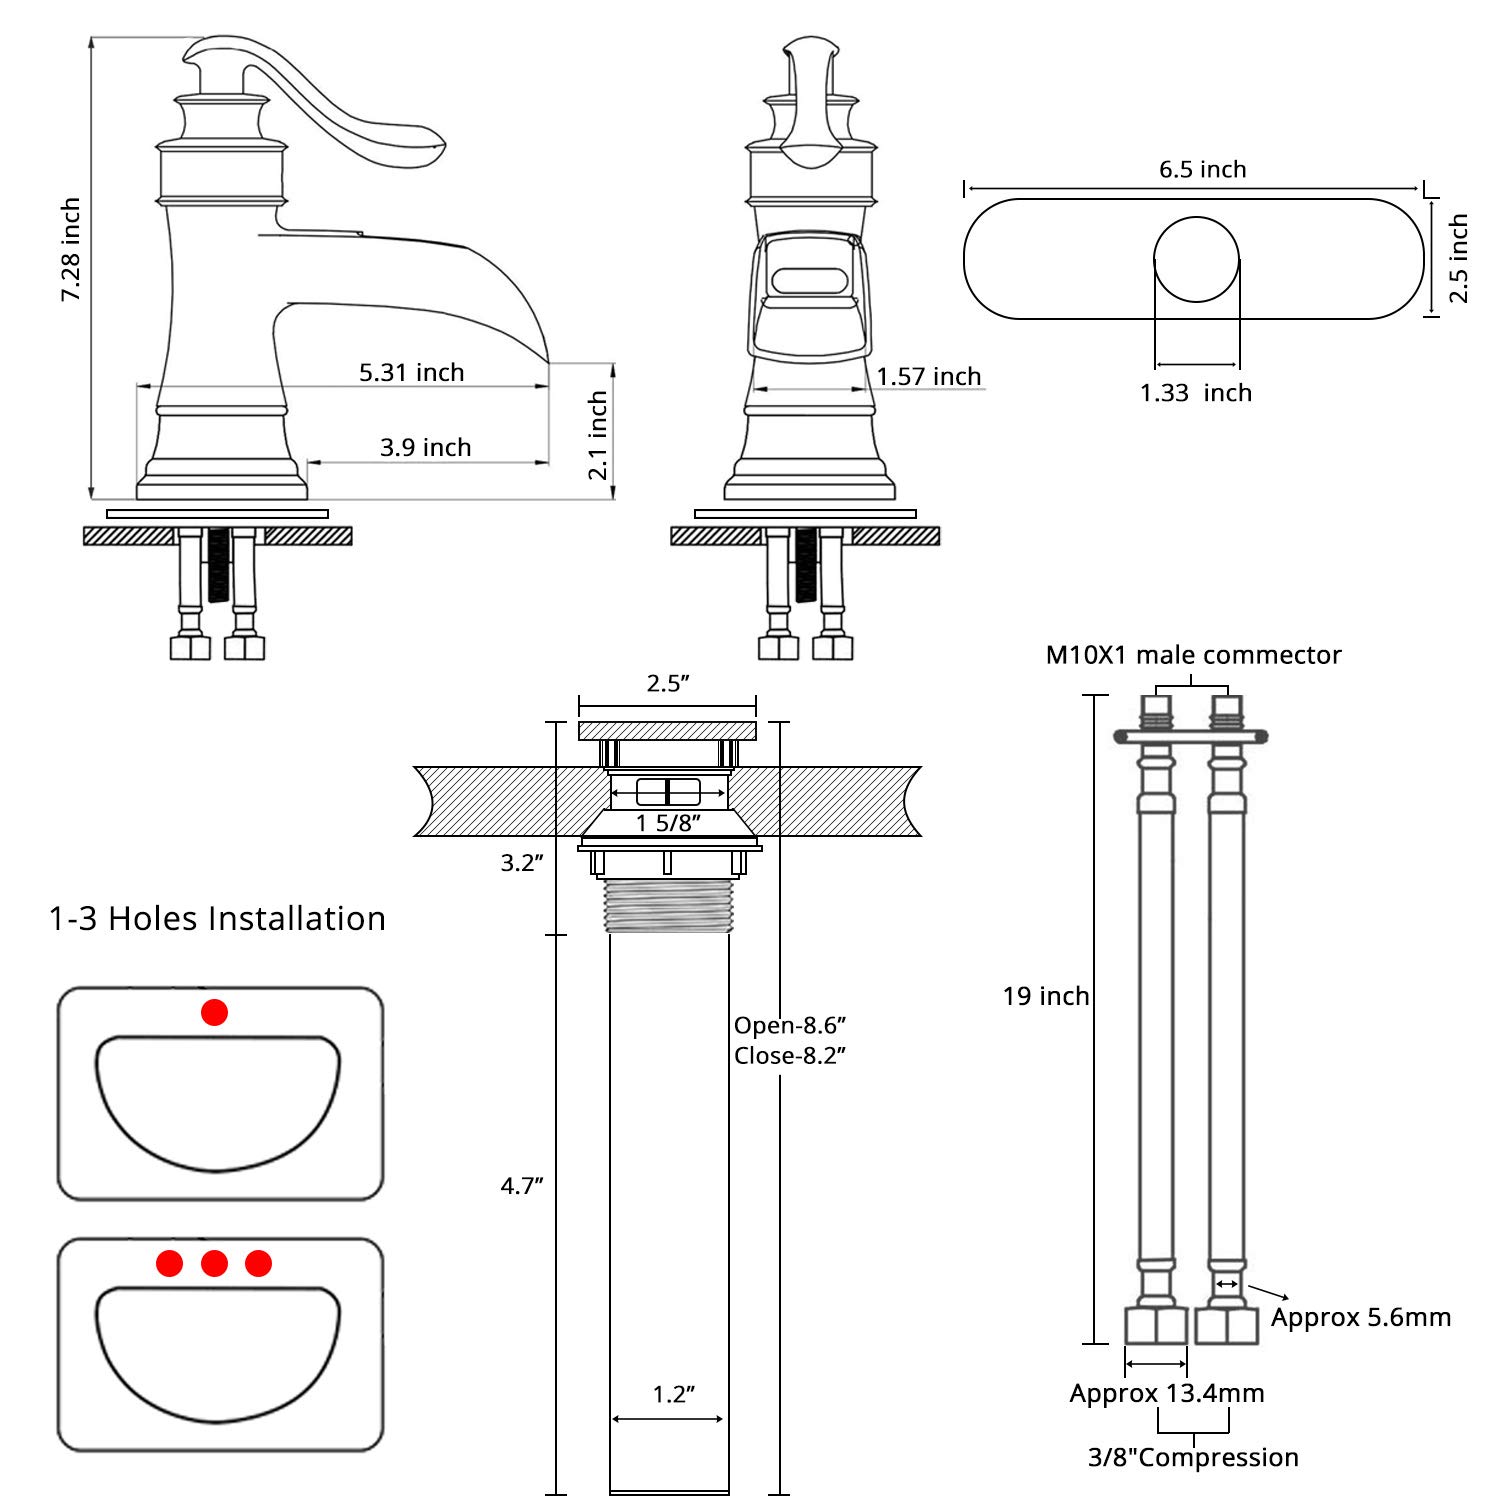 7.28 inch
5.31 inch
3.9 inch
2.1 inch
1.57 inch
6.5 inch
2.5 inch
1.33 inch
2.5”
1 5/8”
3.2”
Open-8.6”
Close-8.2”
4.7”
1.2”
1-3 Holes Installation
M10X1 male commector
19 inch
Approx 5.6mm
Approx 13.4mm
3/8"Compression